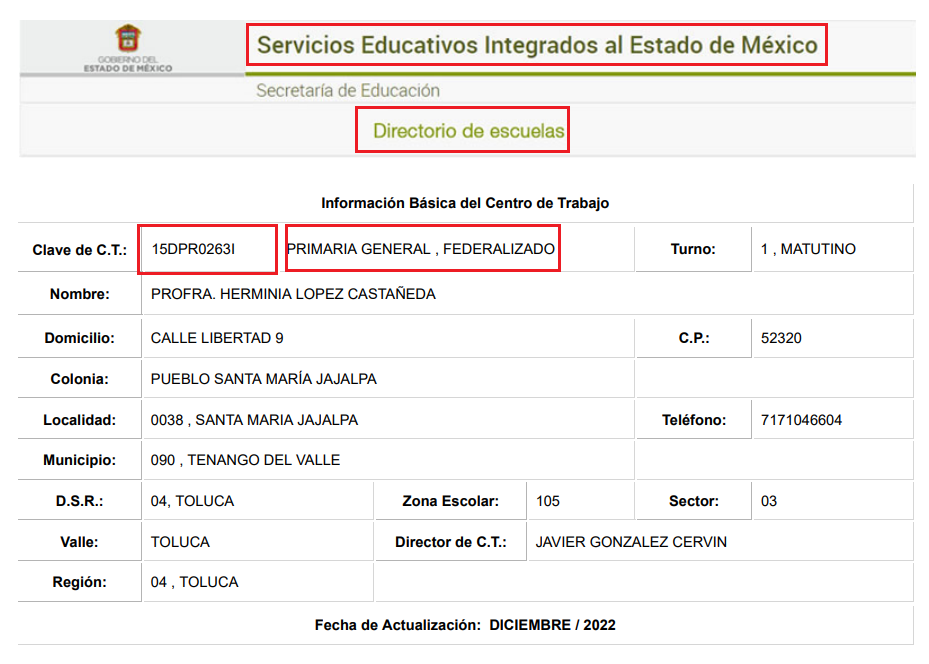 GOBIERNO DEL
ESTADO DE MÉXICO
Servicios Educativos Integrados al Estado de México
Secretaría de Educación
Directorio de escuelas
Información Básica del Centro de Trabajo
Clave de C.T.: 15DPR0263I PRIMARIA GENERAL , FEDERALIZADO Turno: 1 , MATUTINO
Nombre: PROFRA. HERMINIA LOPEZ CASTAÑEDA
Domicilio: CALLE LIBERTAD 9 C.P.: 52320
Colonia: PUEBLO SANTA MARÍA JAJALPA
Localidad: 0038 , SANTA MARIA JAJALPA Teléfono: 7171046604
Municipio: 090 , TENANGO DEL VALLE
D.S.R.: 04, TOLUCA Zona Escolar: 105 Sector: 03
Valle: TOLUCA Director de C.T.: JAVIER GONZALEZ CERVIN
Región: 04 , TOLUCA
Fecha de Actualización: DICIEMBRE / 2022